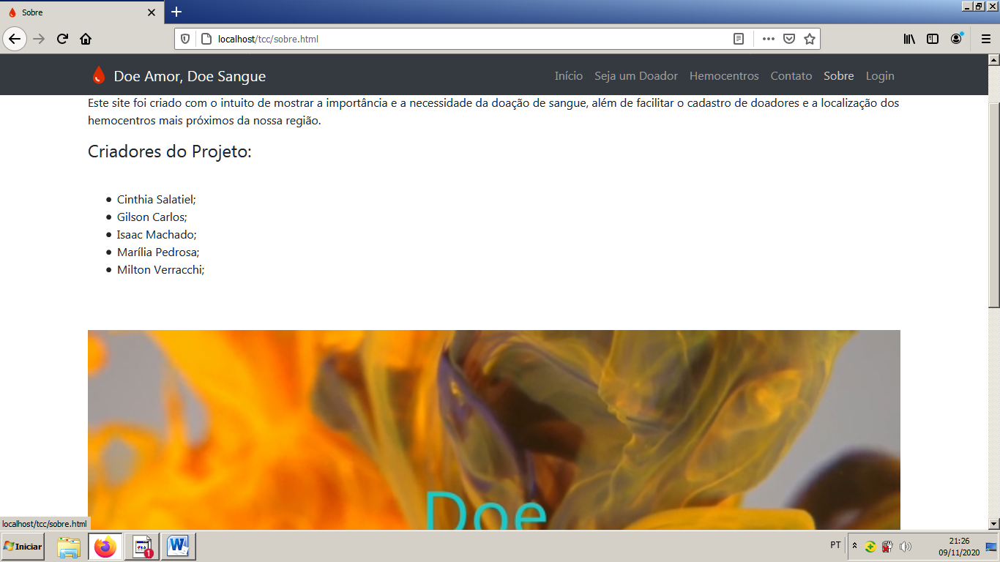 Sobre
localhost/tcc/sobre.html
Doe Amor, Doe Sangue
Início Seja um Doador Hemocentros Contato Sobre Login
Este site foi criado com o intuito de mostrar a importância e a necessidade da doação de sangue, além de facilitar o cadastro de doadores e a localização dos
hemocentros mais próximos da nossa região.
Criadores do Projeto:
Cinthia Salatiel;
Gilson Carlos;
Isaac Machado;
Marília Pedrosa;
Milton Verracchi;
Doe
localhost/tcc/sobre.html
Iniciar
1
W
PT
21:26
09/11/2020